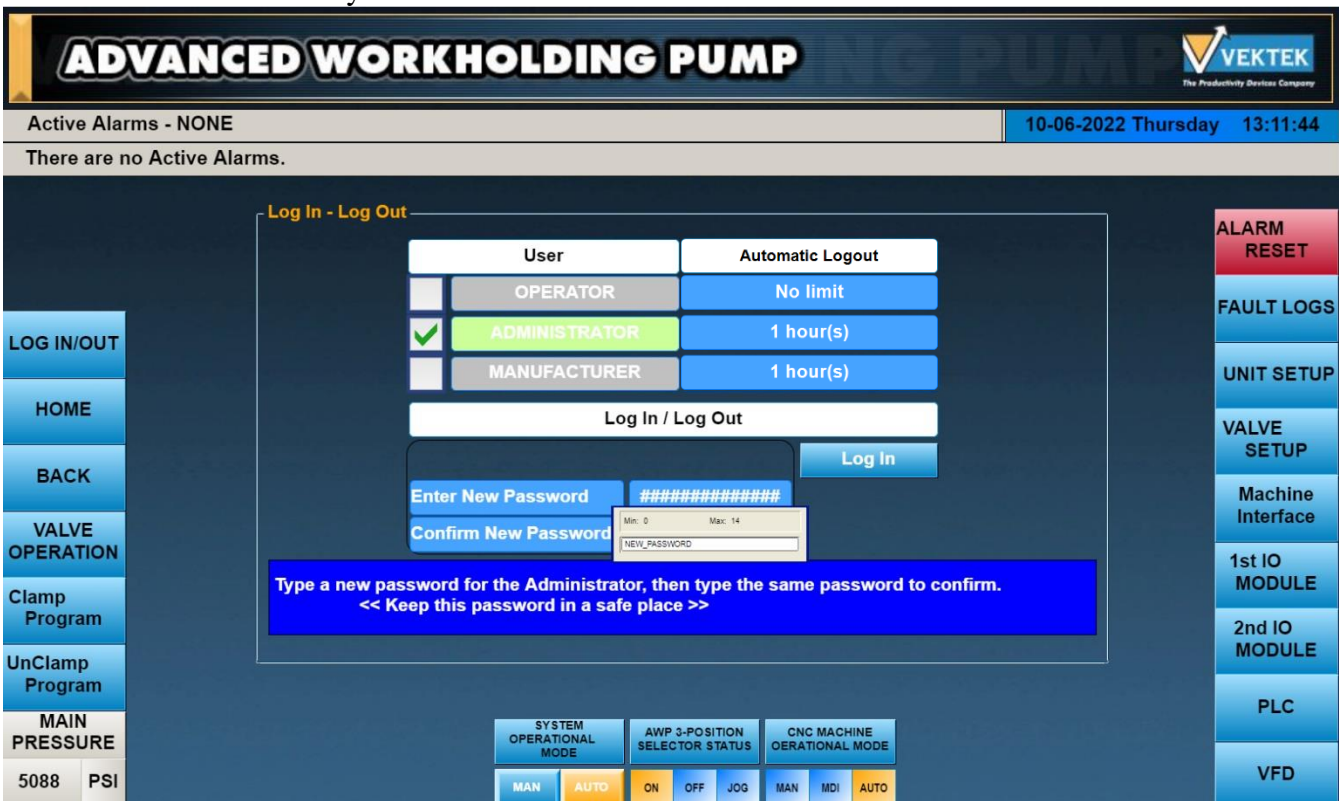 ADVANCED WORKHOLDING PUMP
VEKTEK
The Productivity Devices Company
Active Alarms - NONE
10-06-2022 Thursday 13:11:44
There are no Active Alarms.
Log In - Log Out
User
Automatic Logout
OPERATOR
No limit
ADMINISTRATOR
1 hour(s)
MANUFACTURER
1 hour(s)
Log In / Log Out
Log In
Enter New Password
##############
Confirm New Password
Min: 0
Max: 14
NEW_PASSWORD
Type a new password for the Administrator, then type the same password to confirm.
<< Keep this password in a safe place >>
LOG IN/OUT
HOME
BACK
VALVE
OPERATION
Clamp
Program
UnClamp
Program
MAIN
PRESSURE
5088 PSI
ALARM
RESET
FAULT LOGS
UNIT SETUP
VALVE
SETUP
Machine
Interface
1st IO
MODULE
2nd IO
MODULE
PLC
VFD
SYSTEM
OPERATIONAL
MODE
MAN
AUTO
AWP 3-POSITION
SELECTOR STATUS
ON
OFF
JOG
CNC MACHINE
OERATIONAL MODE
MAN
MDI
AUTO